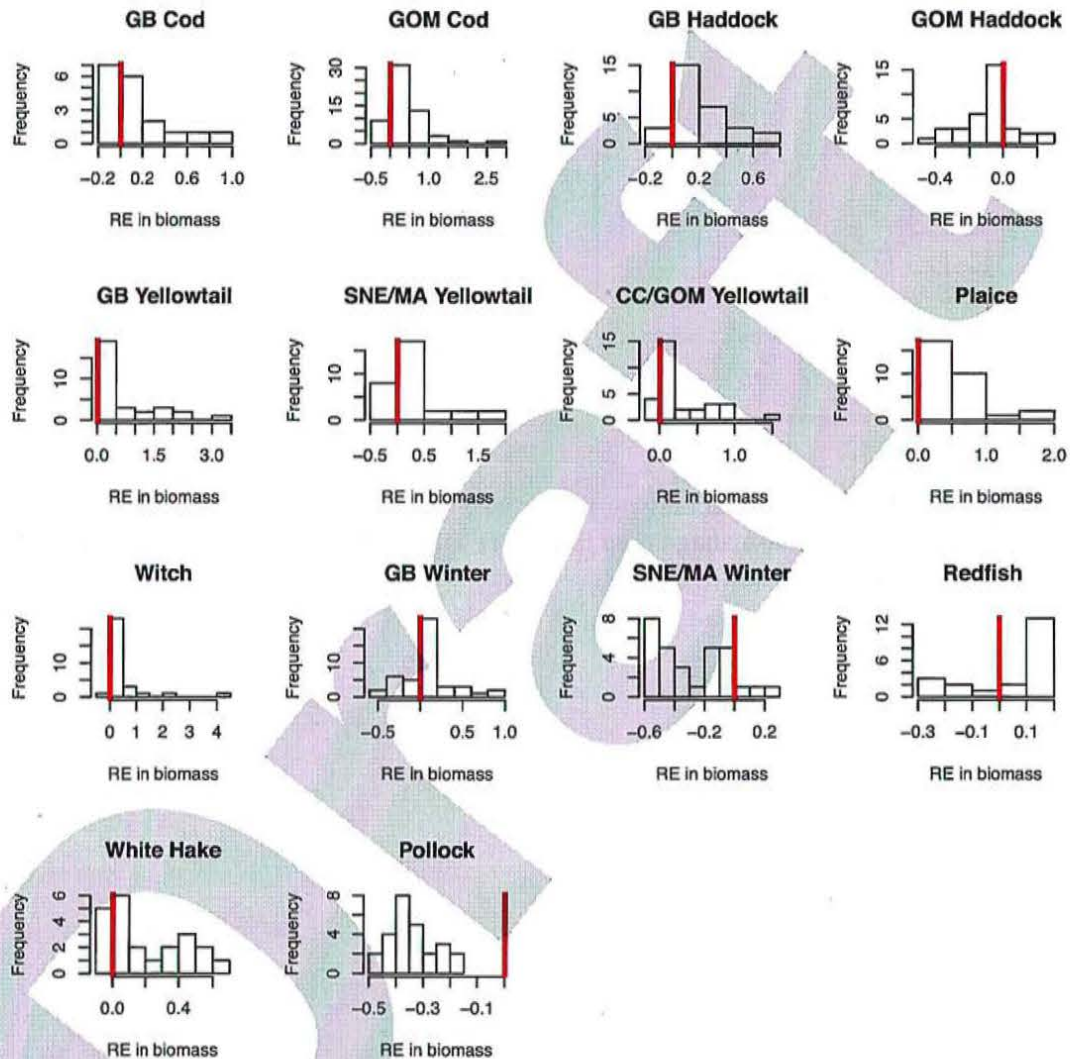 GB Cod
Frequency
0 3 6
−0.2 0.2 0.6 1.0
RE in biomass
GOM Cod
Frequency
0 15 30
−0.5 1.0 2.5
RE in biomass
GB Haddock
Frequency
0 5 15
−0.2 0.2 0.6
RE in biomass
GOM Haddock
Frequency
0 5 15
−0.4 0.0
RE in biomass
GB Yellowtail
Frequency
0 10
0.0 1.5 3.0
RE in biomass
SNE/MA Yellowtail
Frequency
0 10
−0.5 0.5 1.5
RE in biomass
CC/GOM Yellowtail
Frequency
0 5 15
0.0 1.0
RE in biomass
Plaice
Frequency
0 10
0.0 1.0 2.0
RE in biomass
Witch
Frequency
0 10
0 1 2 3 4
RE in biomass
GB Winter
Frequency
0 10
−0.5 0.5 1.0
RE in biomass
SNE/MA Winter
Frequency
0 4 8
−0.6 −0.2 0.2
RE in biomass
Redfish
Frequency
0 6 12
−0.3 −0.1 0.1
RE in biomass
White Hake
Frequency
0 2 4 6
0.0 0.4
RE in biomass
Pollock
Frequency
0 4 8
−0.5 −0.3 −0.1
RE in biomass
Draft